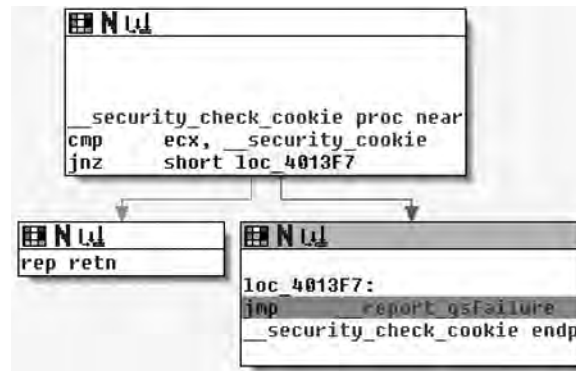 __security_check_cookie proc near
cmp ecx, __security_cookie
jnz short loc_4013F7
rep retn
loc_4013F7:
jmp __report_gsfailure
__security_check_cookie endp